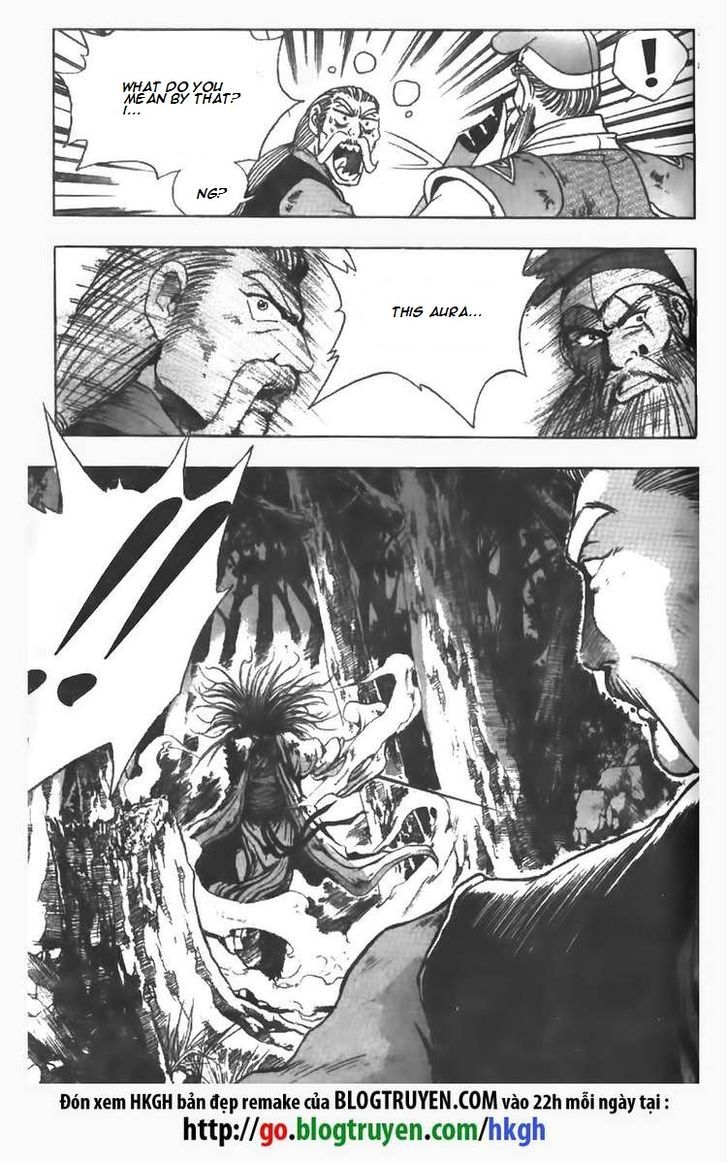 WHAT DO YOU
MEAN BY THAT?
I...
!
NG?
THIS AURA...
!!
Đón xem HKGH bản đẹp remake của BLOGTRUYEN.COM vào 22h mỗi ngày tại :
http://go.blogtruyen.com/hkgh